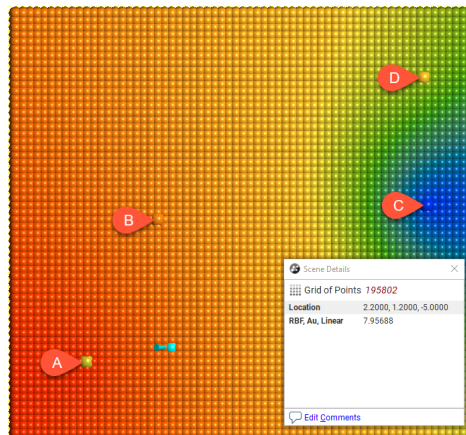 D
C
B
A
Scene Details
Grid of Points 195802
Location 2.2000, 1.2000, -5.0000
RBF, Au, Linear 7.95688
Edit Comments